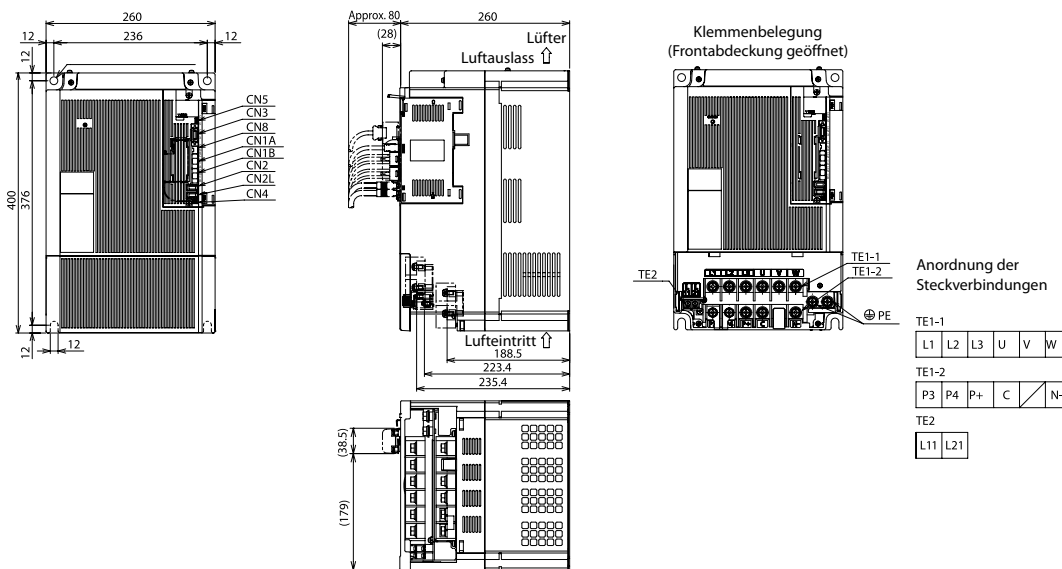 260
12
236
12
12
400
376
12
12
CN5
CN3
CN8
CN1A
CN1B
CN2
CN2L
CN4
Approx. 80
260
(28)
Lüfter
Luftauslass
Lufteintritt
188.5
223.4
235.4
(38.5)
(179)
Klemmenbelegung
(Frontabdeckung geöffnet)
TE2
L1 L2 L3 U V W
TE1-1
TE1-2
PE
Anordnung der
Steckverbindungen
TE1-1
L1 L2 L3 U V W
TE1-2
P3 P4 P+ C N-
TE2
L11 L21